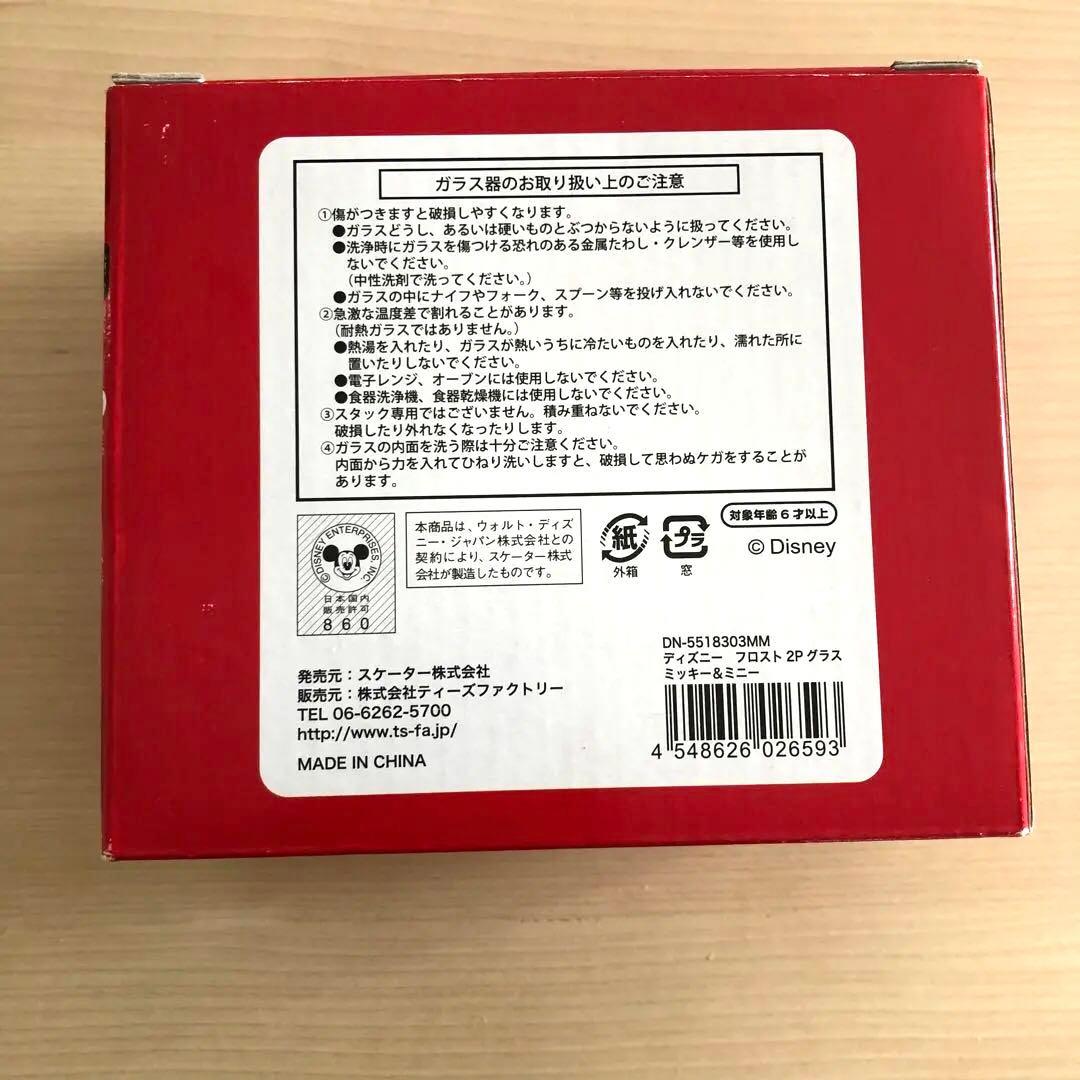 ガラス器のお取り扱い上のご注意
①傷がつきますと破損しやすくなります。
●ガラスどうし、あるいは硬いものとぶつからないように扱ってください。
●洗浄時にガラスを傷つける恐れのある金属たわし・クレンザー等を使用し
ないでください。
（中性洗剤で洗ってください。）
●ガラスの中にナイフやフォーク、スプーン等を投げ入れないでください。
②急激な温度差で割れることがあります。
（耐熱ガラスではありません。）
●熱湯を入れたり、ガラスが熱いうちに冷たいものを入れたり、濡れた所に
置いたりしないでください。
●電子レンジ、オーブンには使用しないでください。
●食器洗浄機、食器乾燥機には使用しないでください。
③スタック専用ではございません。積み重ねないでください。
破損したり外れなくなったりします。
④ガラスの内面を洗う際は十分ご注意ください。
内面から力を入れてひねり洗いしますと、破損して思わぬケガをすることが
あります。
©DISNEY ENTERPRISES INC.
日本国内
販売許可
860
本商品は、ウォルト・ディズ
ニー・ジャパン株式会社との
契約により、スケーター株式
会社が製造したものです。
紙
外箱
プラ
窓
対象年齢6才以上
© Disney
発売元：スケーター株式会社
販売元：株式会社ティーズファクトリー
TEL 06-6262-5700
http://www.ts-fa.jp/
MADE IN CHINA
DN-5518303MM
ディズニー　フロスト2Pグラス
ミッキー&ミニー
4 548626 026593